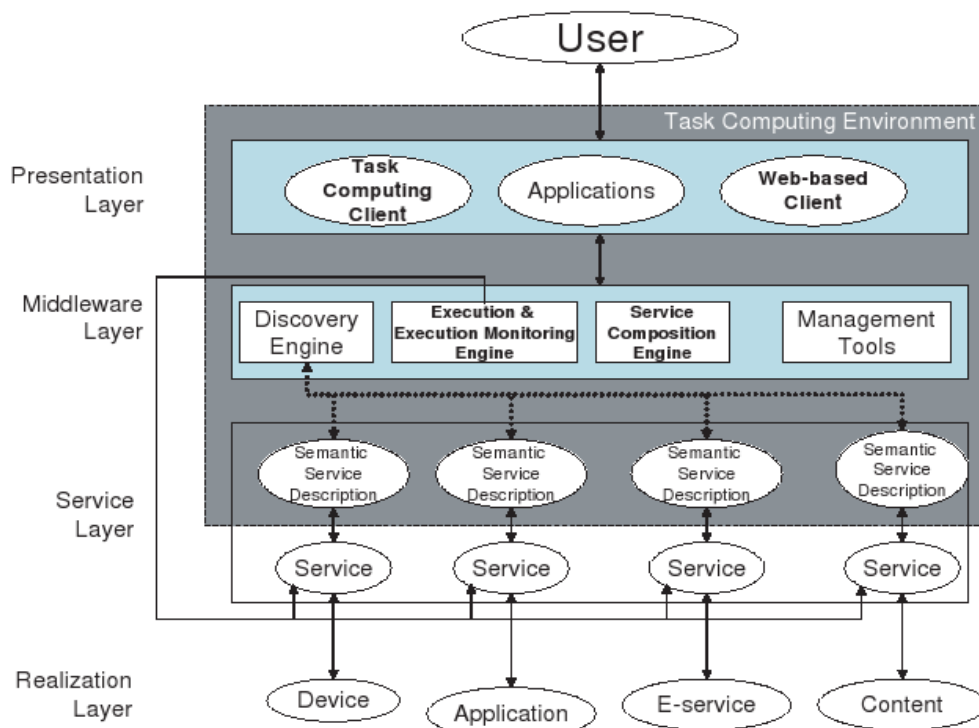 User
Task Computing Environment
Presentation
Layer
Task
Computing
Client
Applications
Web-based
Client
Middleware
Layer
Discovery
Engine
Execution &
Execution Monitoring
Engine
Service
Composition
Engine
Management
Tools
Service
Layer
Semantic
Service
Description
Semantic
Service
Description
Semantic
Service
Description
Semantic
Service
Description
Service
Service
Service
Service
Realization
Layer
Device
Application
E-service
Content